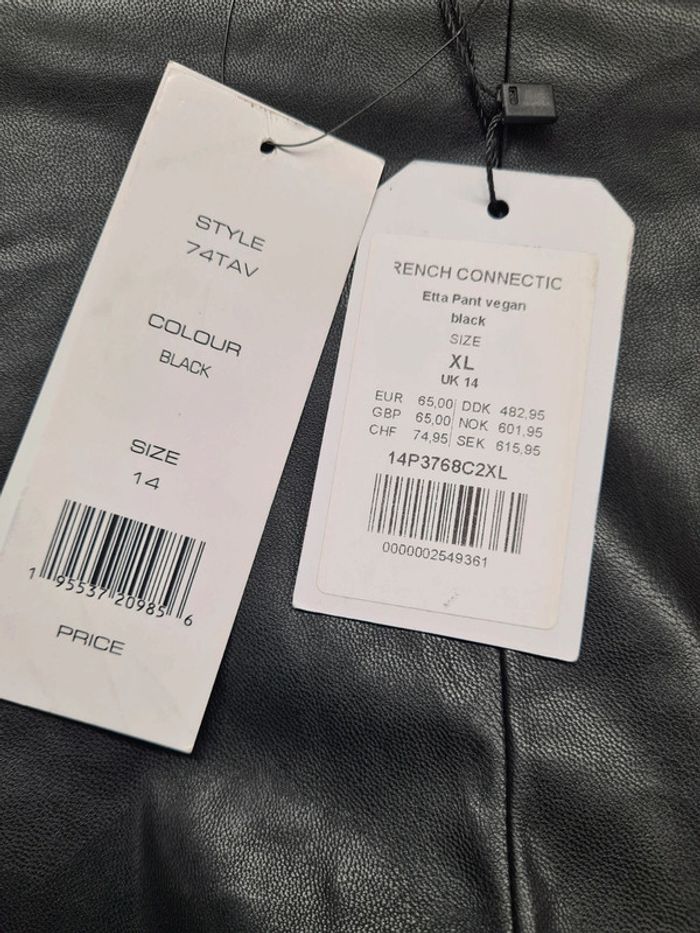 STYLE
74TAV
COLOUR
BLACK
SIZE
14
1 95537 20985 6
PRICE
RENCH CONNECTIC
Etta Pant vegan
black
SIZE
XL
UK 14
EUR 65,00 DDK 482,95
GBP 65,00 NOK 601,95
CHF 74,95 SEK 615,95
14P3768C2XL
0000002549361